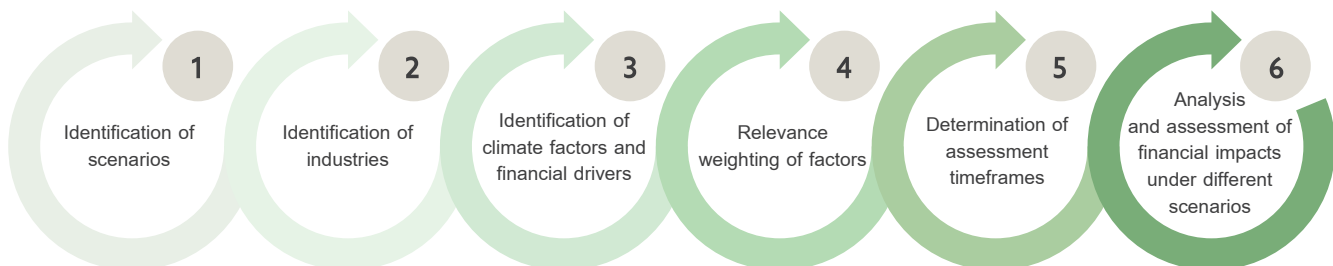 1
Identification of
scenarios
2
Identification of
industries
3
Identification of
climate factors and
financial drivers
4
Relevance
weighting of factors
5
Determination of
assessment
timeframes
6
Analysis
and assessment of
financial impacts
under different
scenarios